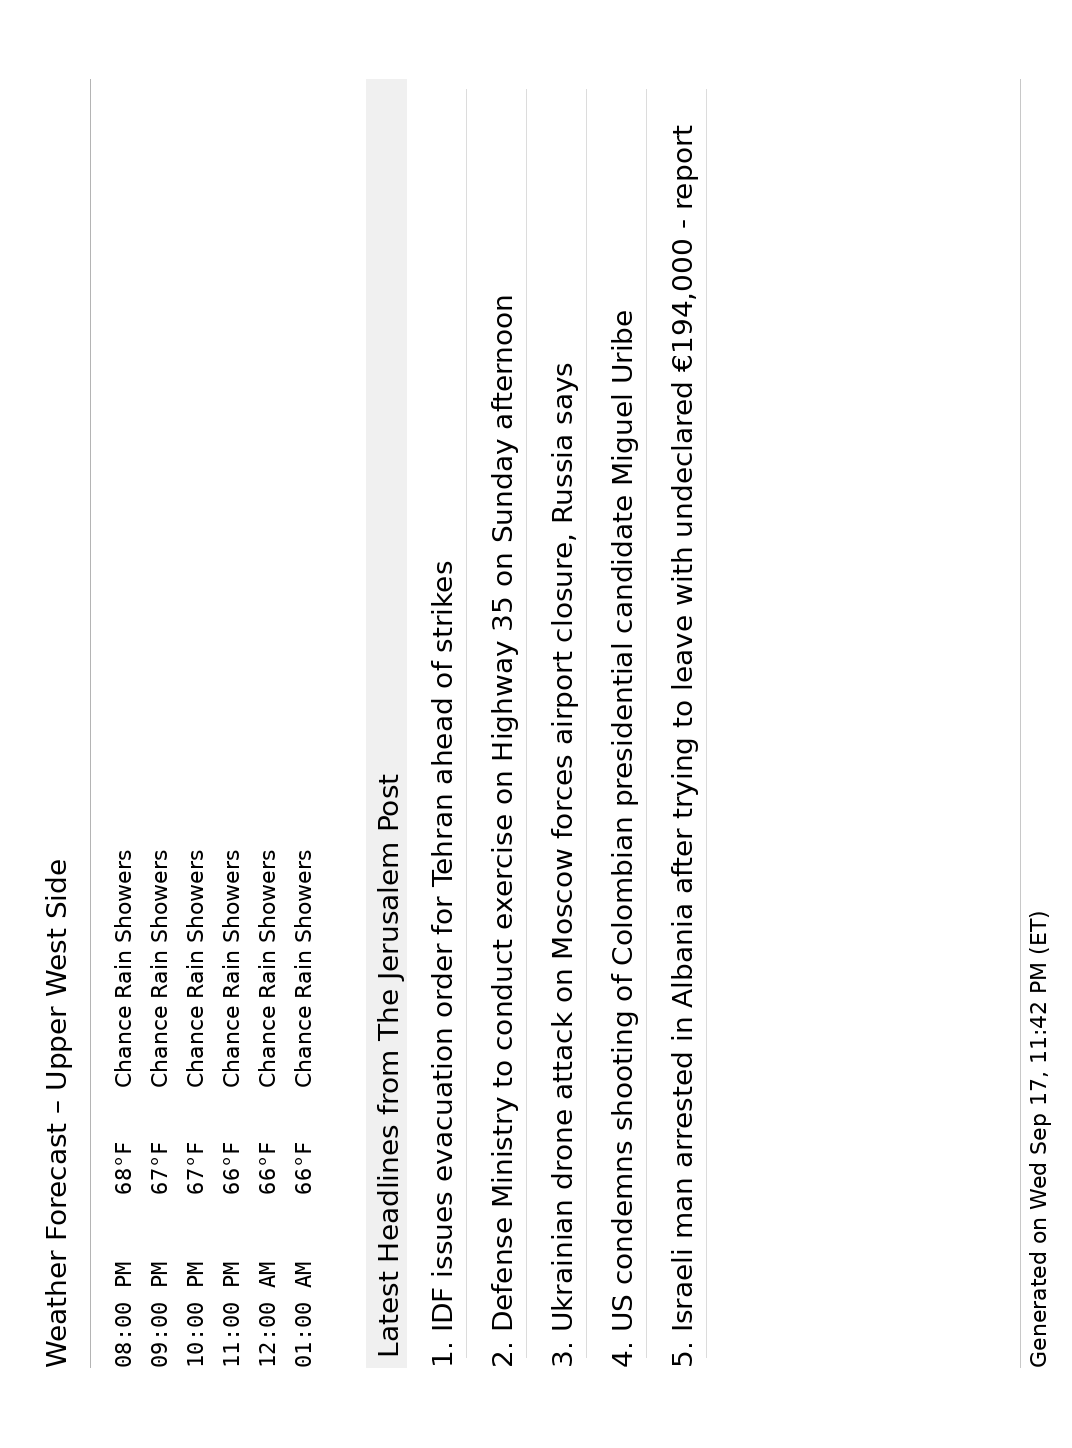 Weather Forecast – Upper West Side
08:00 PM 68°F Chance Rain Showers
09:00 PM 67°F Chance Rain Showers
10:00 PM 67°F Chance Rain Showers
11:00 PM 66°F Chance Rain Showers
12:00 AM 66°F Chance Rain Showers
01:00 AM 66°F Chance Rain Showers
Latest Headlines from The Jerusalem Post
1. IDF issues evacuation order for Tehran ahead of strikes
2. Defense Ministry to conduct exercise on Highway 35 on Sunday afternoon
3. Ukrainian drone attack on Moscow forces airport closure, Russia says
4. US condemns shooting of Colombian presidential candidate Miguel Uribe
5. Israeli man arrested in Albania after trying to leave with undeclared €194,000 - report
Generated on Wed Sep 17, 11:42 PM (ET)